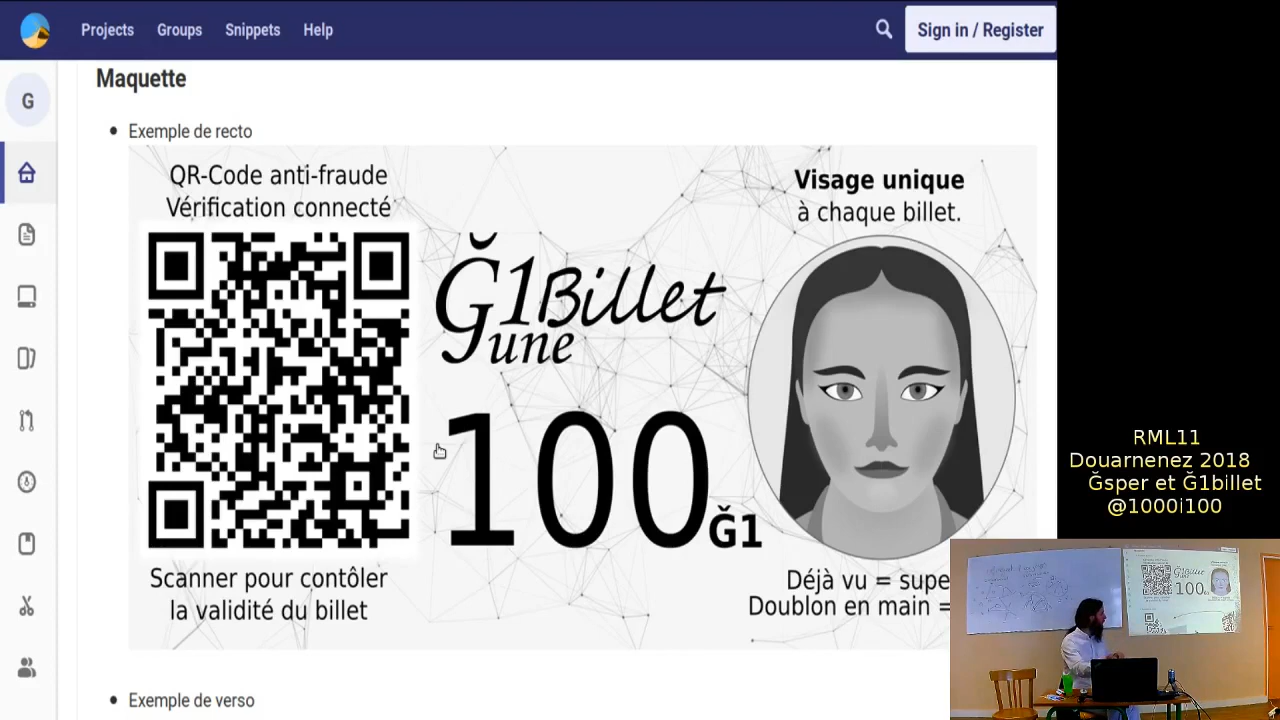 Projects Groups Snippets Help
Sign in / Register
G
Maquette
Exemple de recto
QR-Code anti-fraude
Vérification connecté
Visage unique
à chaque billet.
Ğ1Billet
June
100Ğ1
Scanner pour contôler
la validité du billet
Déjà vu = supe
Doublon en main =
Exemple de verso
RML11
Douarnenez 2018
Ğsper et Ğ1billet
@1000i100